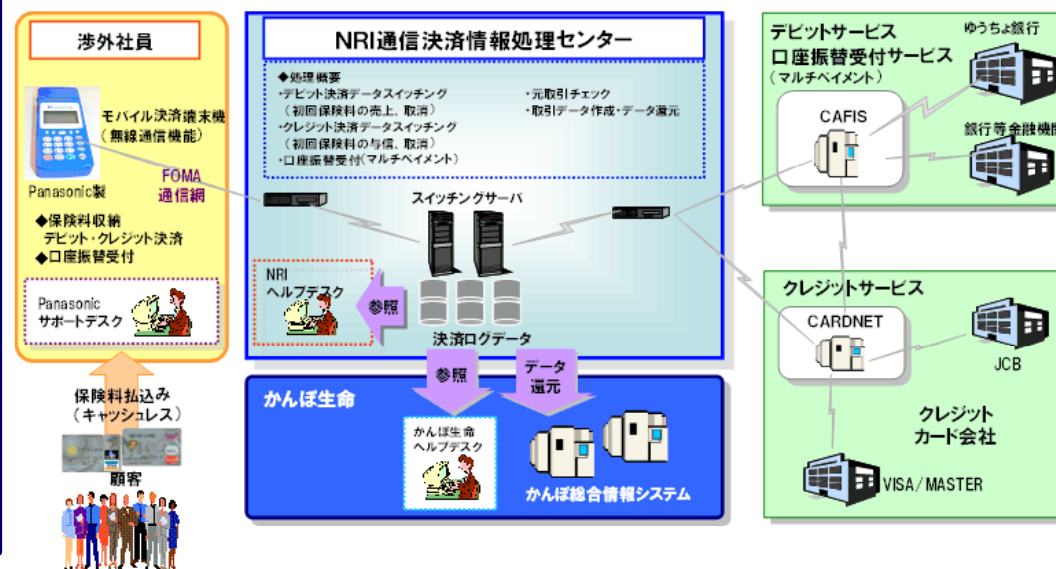 渉外社員
モバイル決済端末機
(無線通信機能)
Panasonic製
FOMA
通信網
◆保険料収納
デビット・クレジット決済
◆口座振替受付
Panasonic
サポートデスク
保険料払込み
(キャッシュレス)
顧客
NRI通信決済情報処理センター
◆処理概要
・デビット決済データスイッチング
(初回保険料の売上、取消)
・クレジット決済データスイッチング
(初回保険料の与信、取消)
・口座振替受付(マルチペイメント)
・元取引チェック
・取引データ作成・データ還元
スイッチングサーバ
NRI
ヘルプデスク
参照
決済ログデータ
参照
データ
還元
かんぽ生命
かんぽ生命
ヘルプデスク
かんぽ総合情報システム
デビットサービス
口座振替受付サービス
(マルチペイメント)
CAFIS
ゆうちょ銀行
銀行等金融機関
クレジットサービス
CARDNET
JCB
クレジット
カード会社
VISA/MASTER